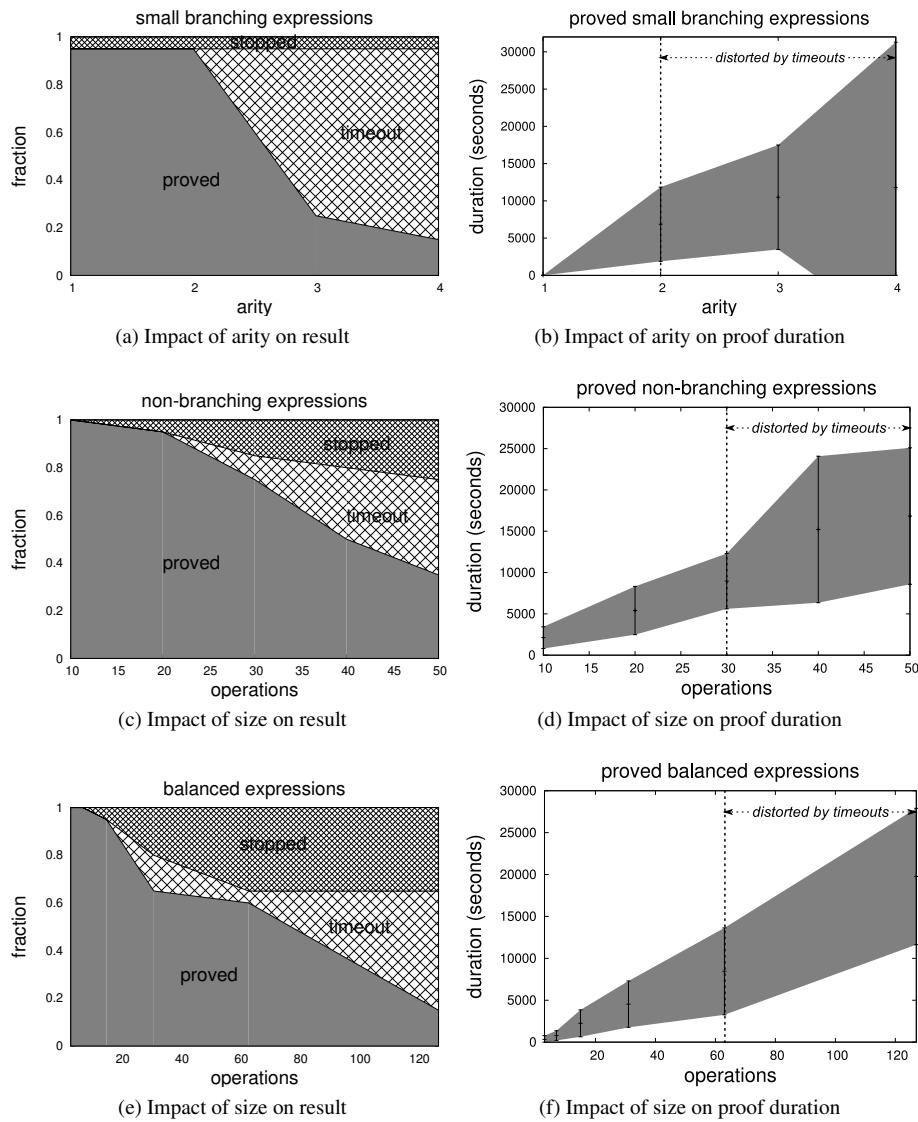 small branching expressions
1
0.8
0.6
0.4
0.2
0
fraction
stopped
timeout
proved
1 2 3 4
arity
(a) Impact of arity on result
proved small branching expressions
30000
25000
20000
15000
10000
5000
0
duration (seconds)
distorted by timeouts
1 2 3 4
arity
(b) Impact of arity on proof duration
non-branching expressions
1
0.8
0.6
0.4
0.2
0
fraction
stopped
timeout
proved
10 15 20 25 30 35 40 45 50
operations
(c) Impact of size on result
proved non-branching expressions
30000
25000
20000
15000
10000
5000
0
duration (seconds)
distorted by timeouts
10 15 20 25 30 35 40 45 50
operations
(d) Impact of size on proof duration
balanced expressions
1
0.8
0.6
0.4
0.2
0
fraction
stopped
timeout
proved
20 40 60 80 100 120
operations
(e) Impact of size on result
proved balanced expressions
30000
25000
20000
15000
10000
5000
0
duration (seconds)
distorted by timeouts
20 40 60 80 100 120
operations
(f) Impact of size on proof duration